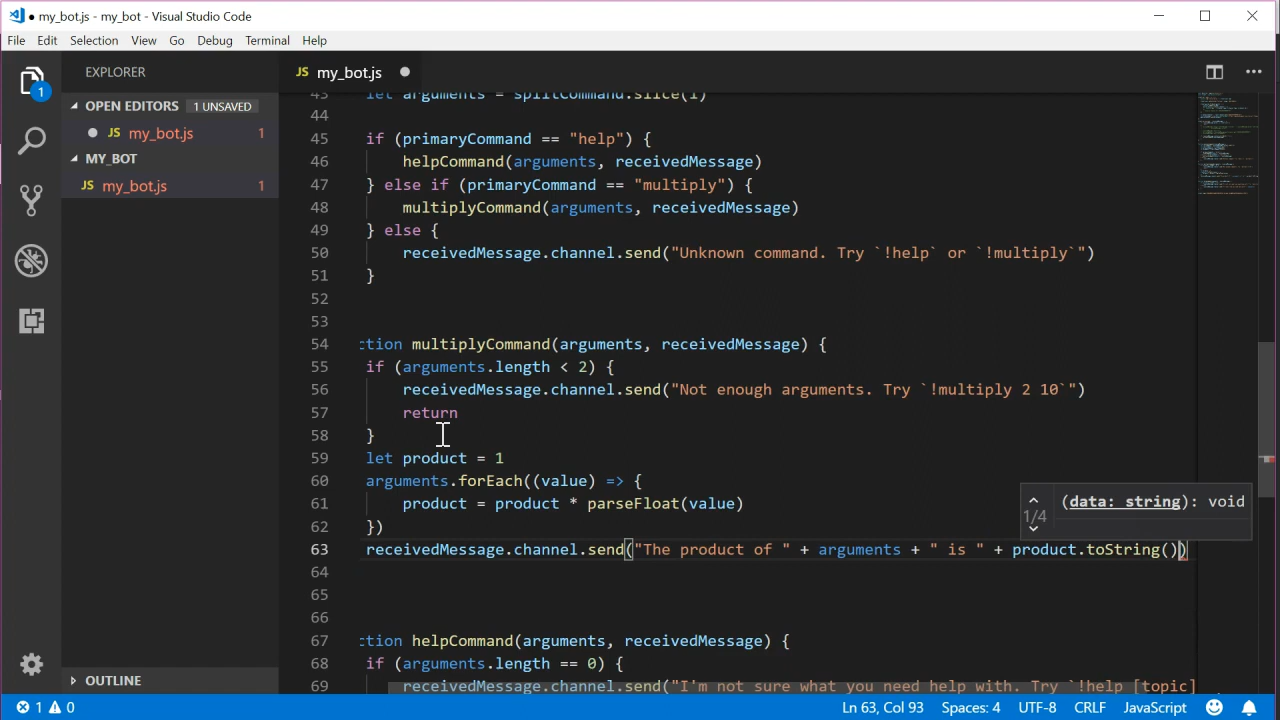 my_bot.js - my_bot - Visual Studio Code
File Edit Selection View Go Debug Terminal Help
EXPLORER
JS my_bot.js
1
OPEN EDITORS 1 UNSAVED
JS my_bot.js 1
MY_BOT
JS my_bot.js 1
OUTLINE
43 let arguments = splitCommand.slice(1)
44
45 if (primaryCommand == "help") {
46 helpCommand(arguments, receivedMessage)
47 } else if (primaryCommand == "multiply") {
48 multiplyCommand(arguments, receivedMessage)
49 } else {
50 receivedMessage.channel.send("Unknown command. Try `!help` or `!multiply`")
51 }
52
53
54 ction multiplyCommand(arguments, receivedMessage) {
55 if (arguments.length < 2) {
56 receivedMessage.channel.send("Not enough arguments. Try `!multiply 2 10`")
57 return
58 }
59 let product = 1
60 arguments.forEach((value) => {
61 product = product * parseFloat(value)
62 })
1/4 (data: string): void
63 receivedMessage.channel.send("The product of " + arguments + " is " + product.toString())
64
65
66
67 ction helpCommand(arguments, receivedMessage) {
68 if (arguments.length == 0) {
69 receivedMessage.channel.send("I'm not sure what you need help with. Try `!help [topic]
1 0
Ln 63, Col 93 Spaces: 4 UTF-8 CRLF JavaScript